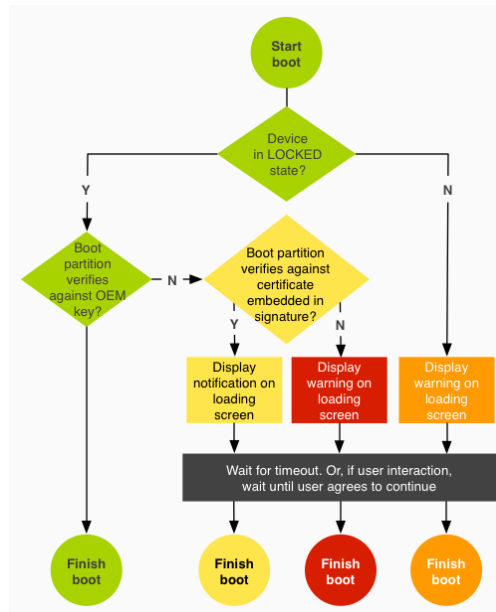 Start
boot
Device
in LOCKED
state?
Y
N
Boot
partition
verifies
against OEM
key?
N
Boot partition
verifies against
certificate
embedded in
signature?
Y
N
Display
notification on
loading
screen
Display
warning on
loading
screen
Display
warning on
loading
screen
Wait for timeout. Or, if user interaction,
wait until user agrees to continue
Finish
boot
Finish
boot
Finish
boot
Finish
boot